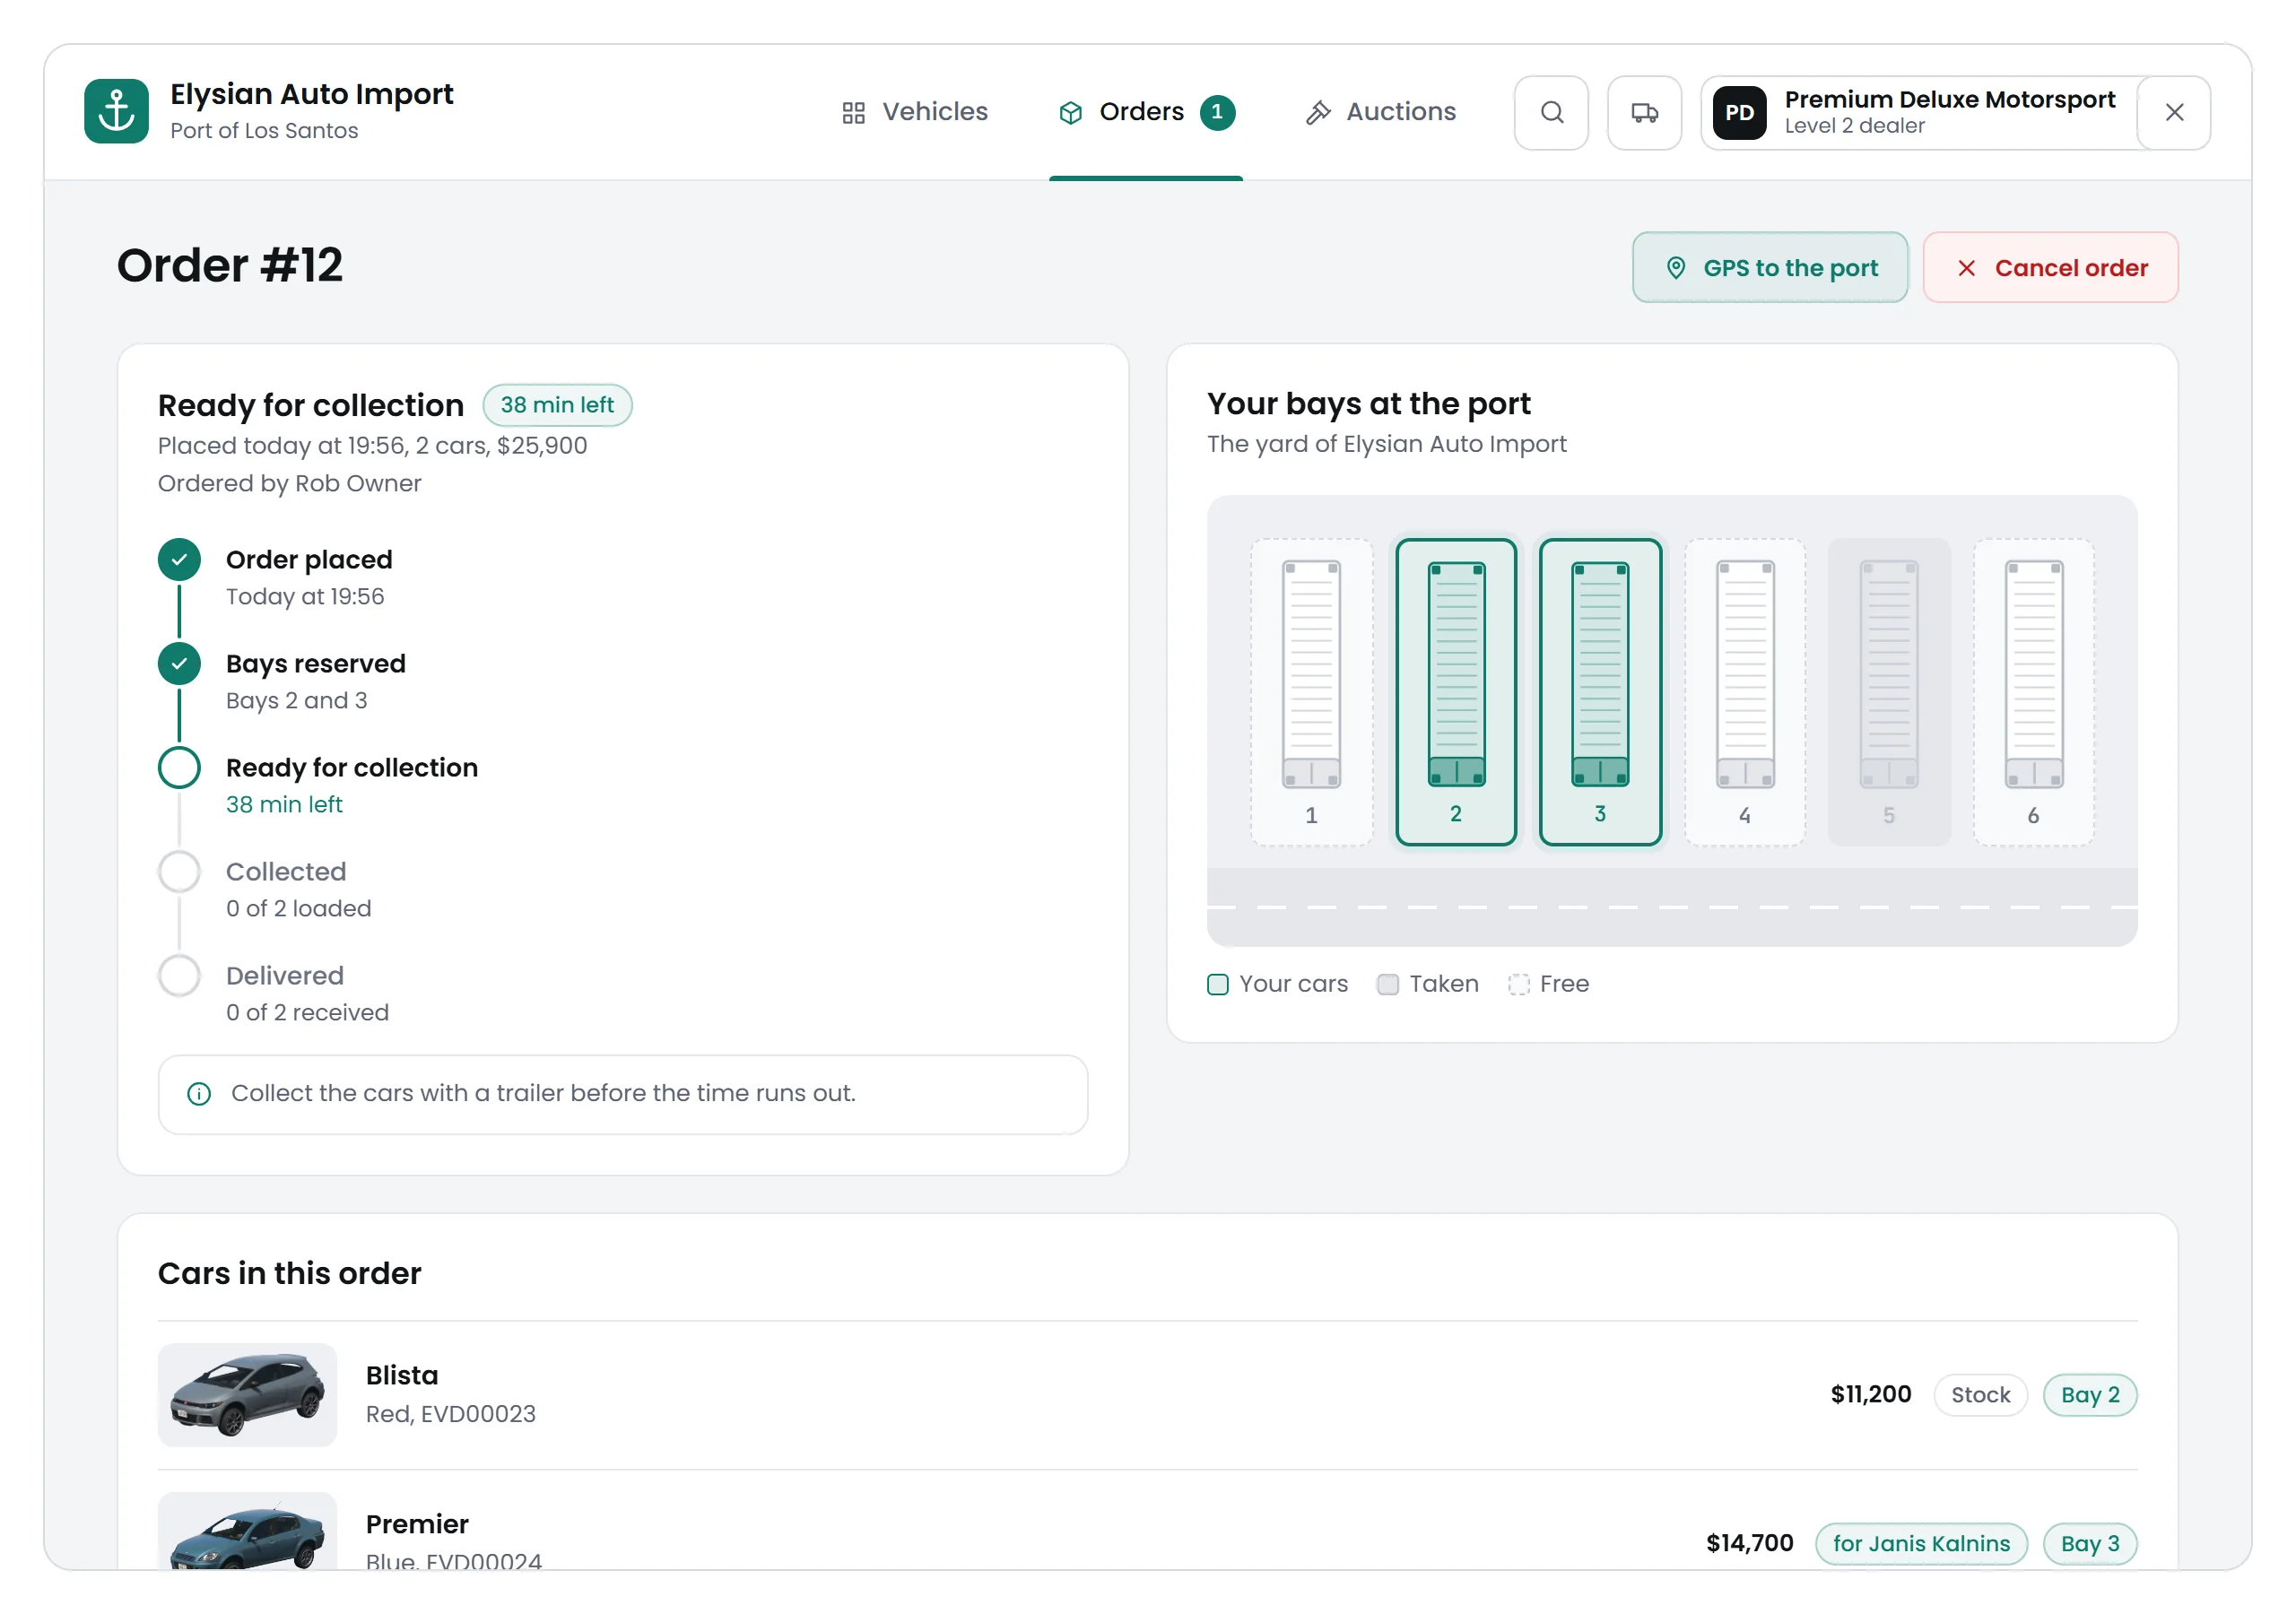 Elysian Auto Import
Port of Los Santos
Vehicles
Orders 1
Auctions
PD
Premium Deluxe Motorsport
Level 2 dealer
Order #12
GPS to the port
Cancel order
Ready for collection 38 min left
Placed today at 19:56, 2 cars, $25,900
Ordered by Rob Owner
Order placed
Today at 19:56
Bays reserved
Bays 2 and 3
Ready for collection
38 min left
Collected
0 of 2 loaded
Delivered
0 of 2 received
Collect the cars with a trailer before the time runs out.
Your bays at the port
The yard of Elysian Auto Import
1 2 3 4 5 6
Your cars Taken Free
Cars in this order
Blista
Red, EVD00023
$11,200 Stock Bay 2
Premier
Blue, EVD00024
$14,700 for Janis Kalnins Bay 3